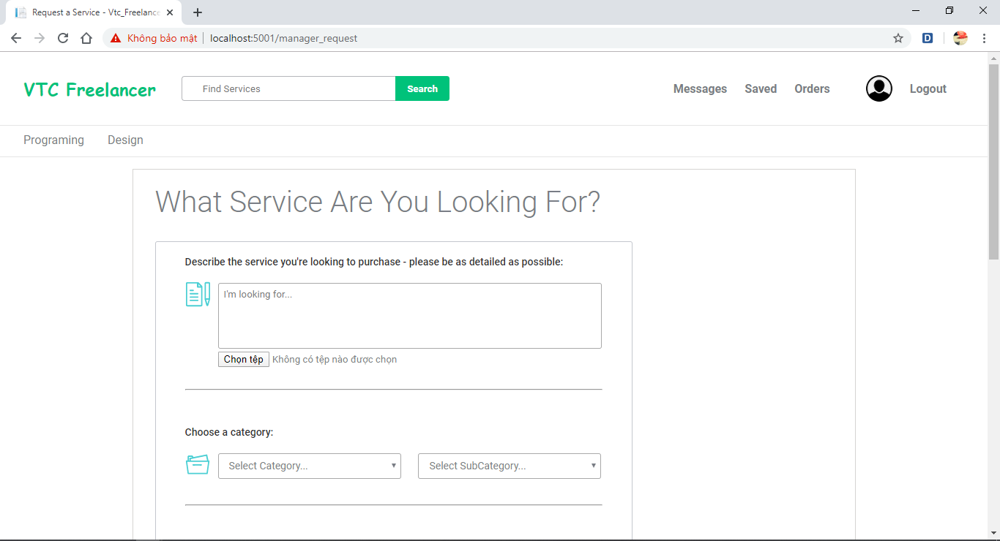 Request a Service - Vtc_Freelance
Không bảo mật localhost:5001/manager_request
VTC Freelancer Find Services Search Messages Saved Orders Logout
Programing Design
What Service Are You Looking For?
Describe the service you're looking to purchase - please be as detailed as possible:
I'm looking for...
Chọn tệp Không có tệp nào được chọn
Choose a category:
Select Category... Select SubCategory...